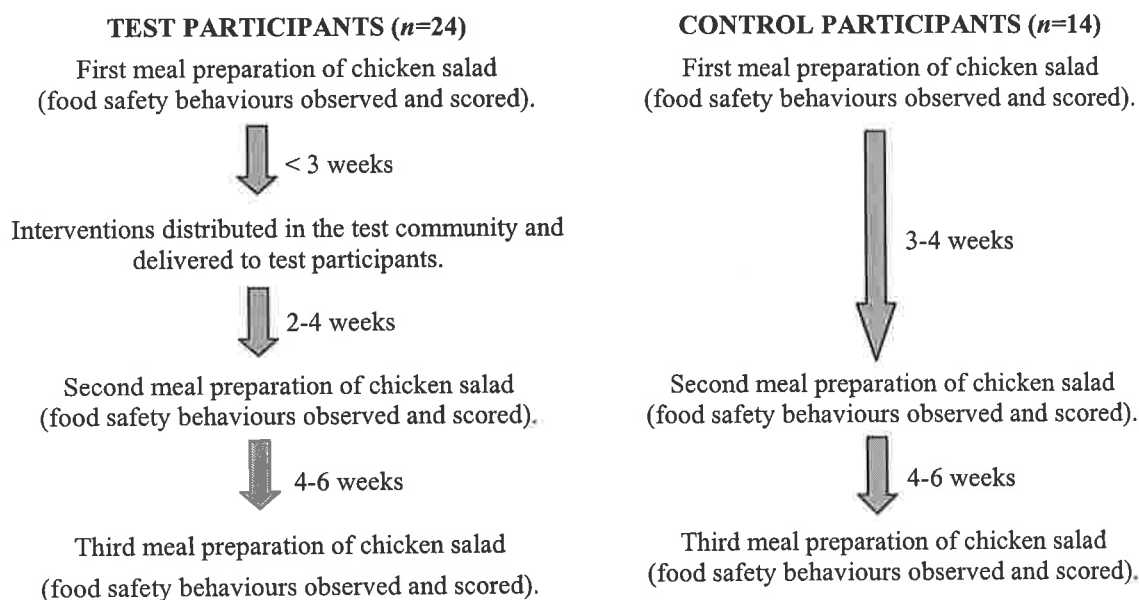 TEST PARTICIPANTS (n=24)
First meal preparation of chicken salad
(food safety behaviours observed and scored).
< 3 weeks
Interventions distributed in the test community and
delivered to test participants.
2-4 weeks
Second meal preparation of chicken salad
(food safety behaviours observed and scored).
4-6 weeks
Third meal preparation of chicken salad
(food safety behaviours observed and scored).
CONTROL PARTICIPANTS (n=14)
First meal preparation of chicken salad
(food safety behaviours observed and scored).
3-4 weeks
Second meal preparation of chicken salad
(food safety behaviours observed and scored).
4-6 weeks
Third meal preparation of chicken salad
(food safety behaviours observed and scored).